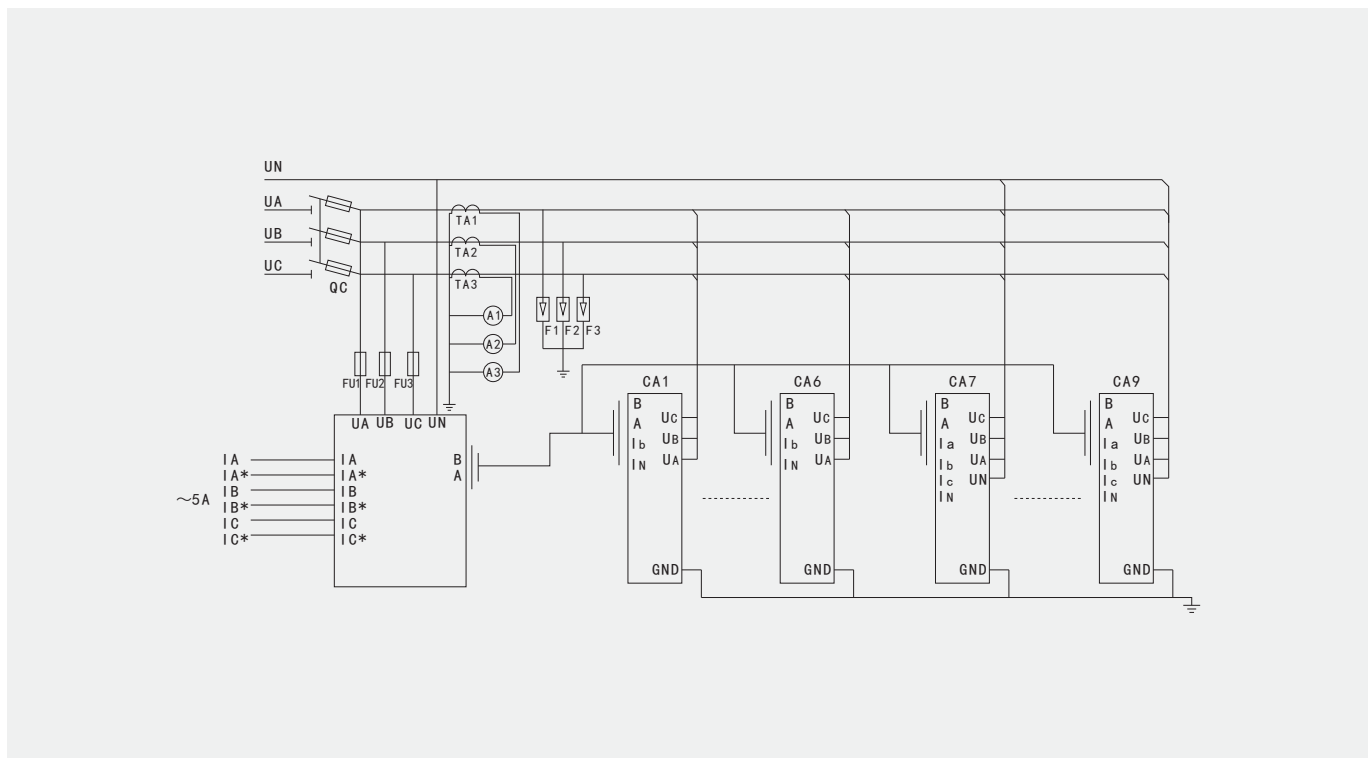 UN
UA
UB
UC
QC
TA1
TA2
TA3
A1
A2
A3
F1 F2 F3
FU1 FU2 FU3
CA1 CA6 CA7 CA9
UA UB UC UN
B
A
~5A
IA
IA*
IB
IB*
IC
IC*
IA
IA*
IB
IB*
IC
IC*
B
A
Ib
IN
UC
UB
UA
GND
B
A
Ib
IN
UC
UB
UA
GND
B
A
Ia
Ib
Ic
IN
UC
UB
UA
UN
GND
B
A
Ia
Ib
Ic
IN
UC
UB
UA
UN
GND